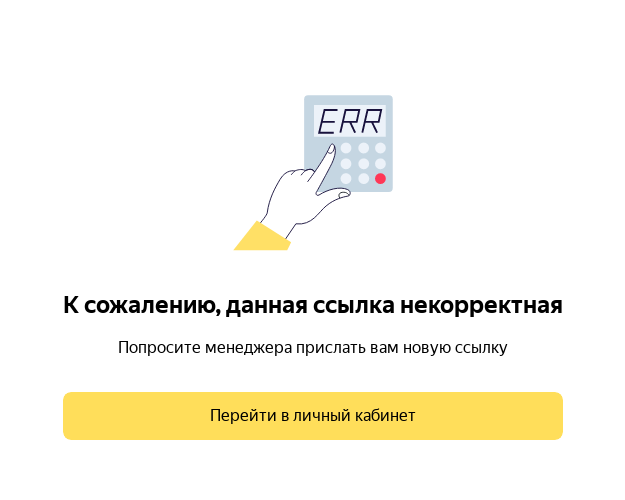 ERR
К сожалению, данная ссылка некорректная
Попросите менеджера прислать вам новую ссылку
Перейти в личный кабинет